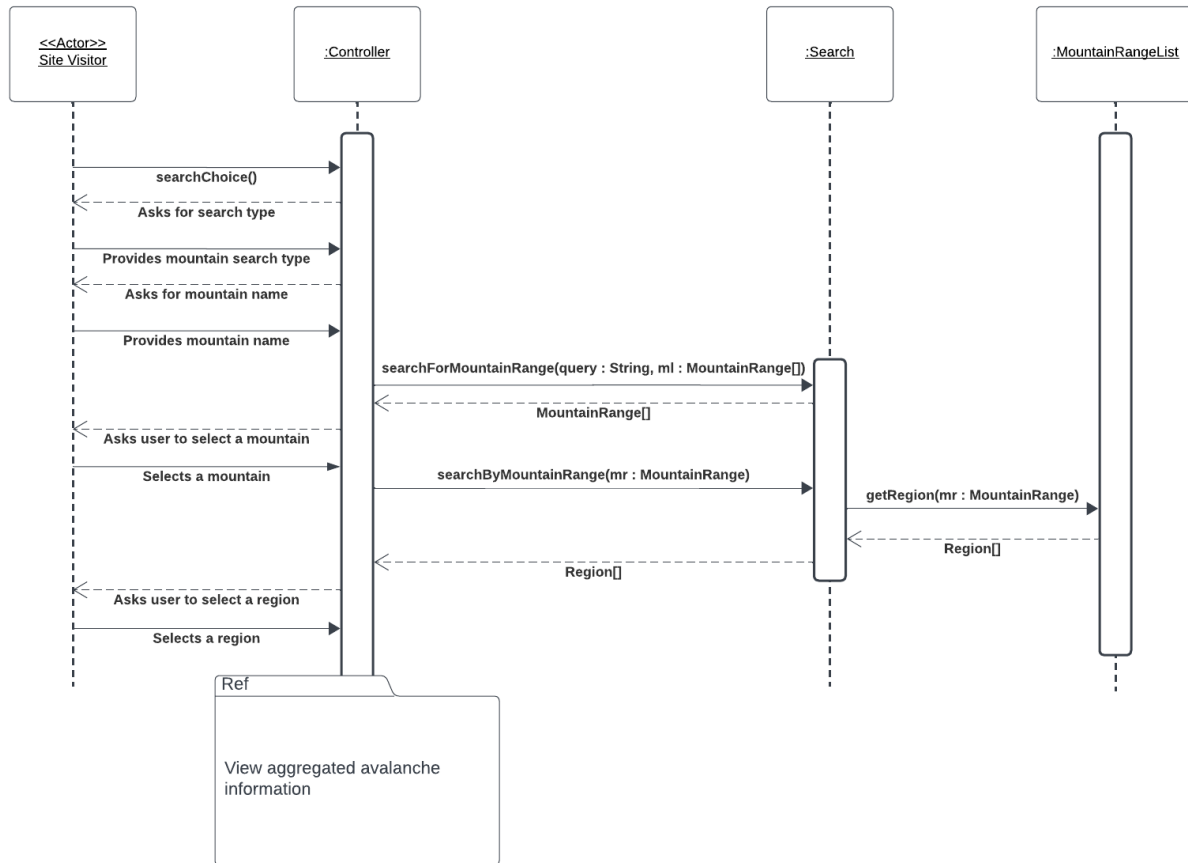 <<Actor>>
Site Visitor
:Controller
:Search
:MountainRangeList
searchChoice()
Asks for search type
Provides mountain search type
Asks for mountain name
Provides mountain name
searchForMountainRange(query : String, ml : MountainRange[])
MountainRange[]
Asks user to select a mountain
Selects a mountain
searchByMountainRange(mr : MountainRange)
getRegion(mr : MountainRange)
Region[]
Region[]
Asks user to select a region
Selects a region
Ref
View aggregated avalanche
information